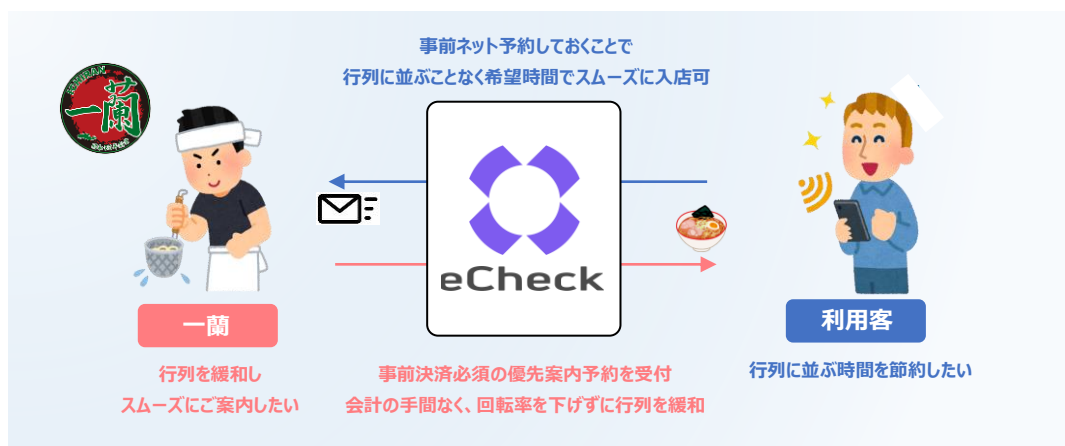 事前ネット予約しておくことで
行列に並ぶことなく希望時間でスムーズに入店可
ICHIRAN
一蘭
eCheck
一蘭
利用客
行列を緩和し
スムーズにご案内したい
事前決済必須の優先案内予約を受付
会計の手間なく、回転率を下げずに行列を緩和
行列に並ぶ時間を節約したい